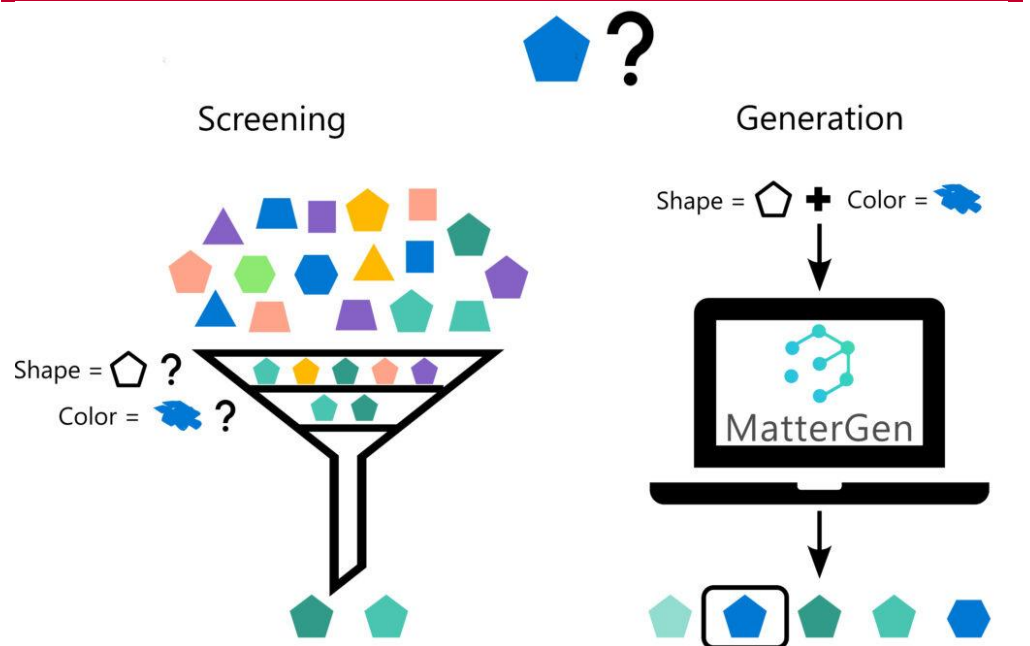 ?
Screening
Generation
Shape = + Color =
Shape = ?
Color = ?
MatterGen